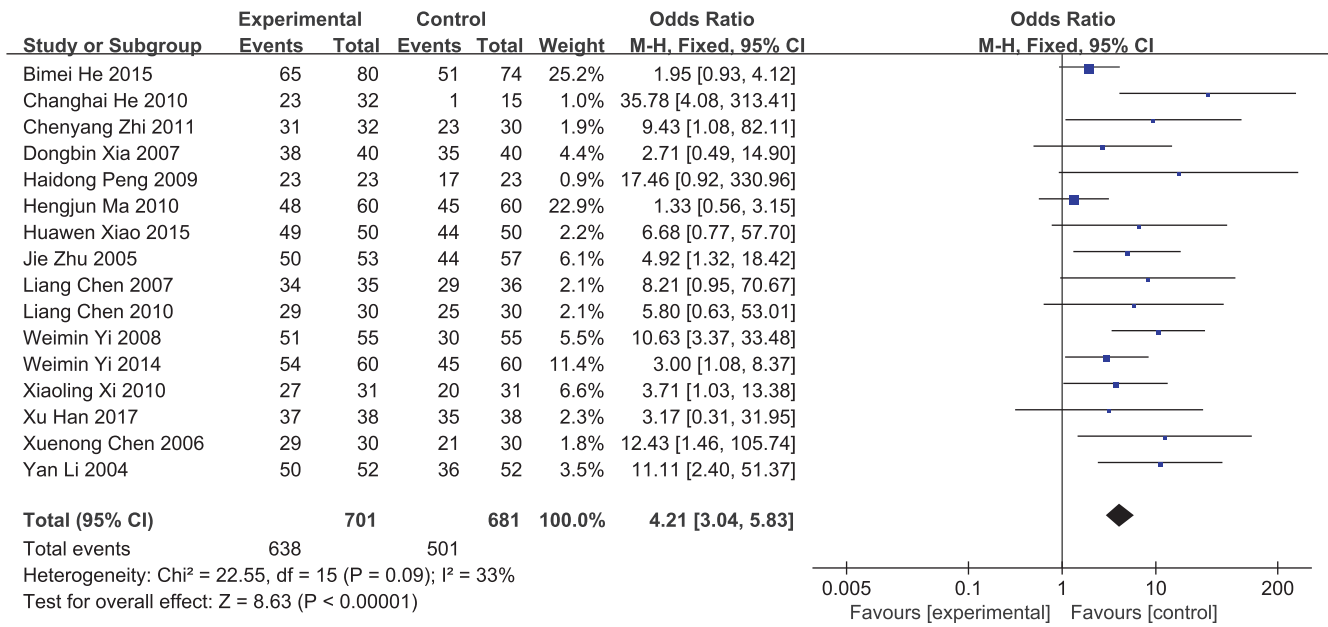 Experimental Control Odds Ratio Odds Ratio
Study or Subgroup Events Total Events Total Weight M-H, Fixed, 95% CI M-H, Fixed, 95% CI
Bimei He 2015 65 80 51 74 25.2% 1.95 [0.93, 4.12]
Changhai He 2010 23 32 1 15 1.0% 35.78 [4.08, 313.41]
Chenyang Zhi 2011 31 32 23 30 1.9% 9.43 [1.08, 82.11]
Dongbin Xia 2007 38 40 35 40 4.4% 2.71 [0.49, 14.90]
Haidong Peng 2009 23 23 17 23 0.9% 17.46 [0.92, 330.96]
Hengjun Ma 2010 48 60 45 60 22.9% 1.33 [0.56, 3.15]
Huawen Xiao 2015 49 50 44 50 2.2% 6.68 [0.77, 57.70]
Jie Zhu 2005 50 53 44 57 6.1% 4.92 [1.32, 18.42]
Liang Chen 2007 34 35 29 36 2.1% 8.21 [0.95, 70.67]
Liang Chen 2010 29 30 25 30 2.1% 5.80 [0.63, 53.01]
Weimin Yi 2008 51 55 30 55 5.5% 10.63 [3.37, 33.48]
Weimin Yi 2014 54 60 45 60 11.4% 3.00 [1.08, 8.37]
Xiaoling Xi 2010 27 31 20 31 6.6% 3.71 [1.03, 13.38]
Xu Han 2017 37 38 35 38 2.3% 3.17 [0.31, 31.95]
Xuenong Chen 2006 29 30 21 30 1.8% 12.43 [1.46, 105.74]
Yan Li 2004 50 52 36 52 3.5% 11.11 [2.40, 51.37]
Total (95% CI) 701 681 100.0% 4.21 [3.04, 5.83]
Total events 638 501
Heterogeneity: Chi² = 22.55, df = 15 (P = 0.09); I² = 33%
Test for overall effect: Z = 8.63 (P < 0.00001)
0.005 0.1 1 10 200
Favours [experimental] Favours [control]